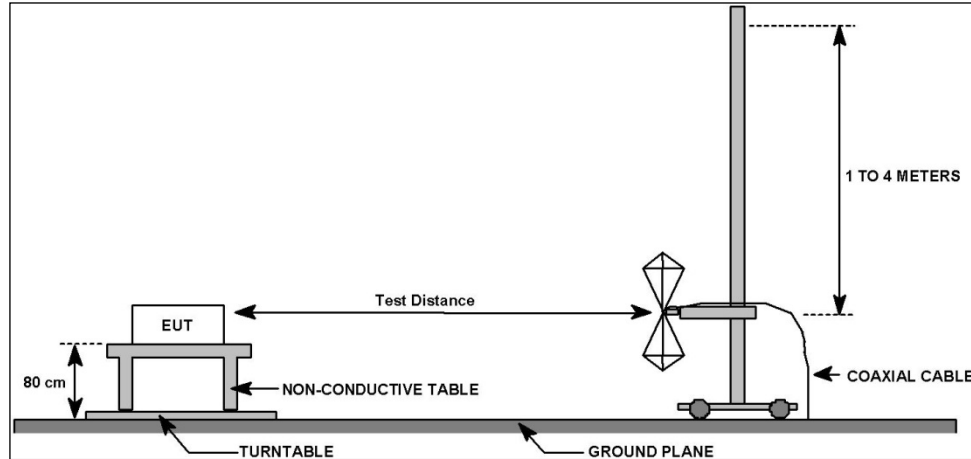 1 TO 4 METERS
Test Distance
EUT
80 cm
NON-CONDUCTIVE TABLE
COAXIAL CABLE
TURNTABLE
GROUND PLANE